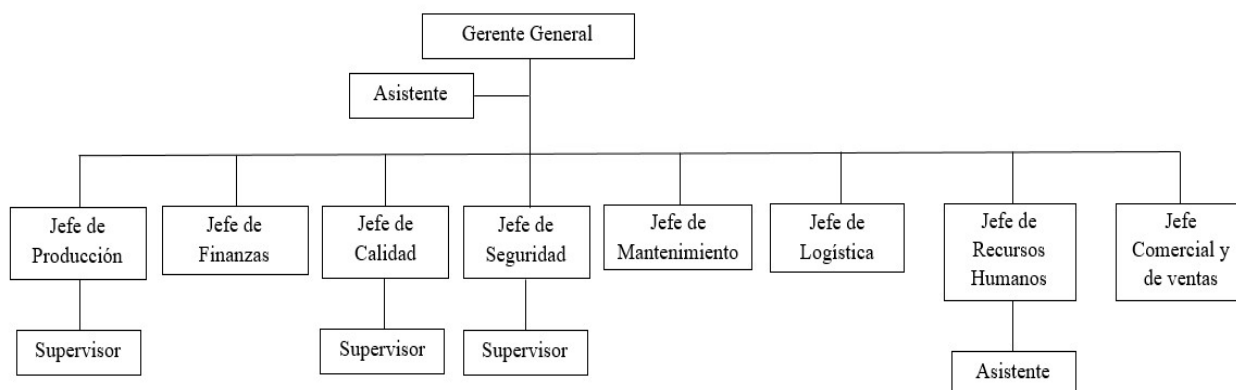 Gerente General
Asistente
Jefe de
Producción
Jefe de
Finanzas
Jefe de
Calidad
Jefe de
Seguridad
Jefe de
Mantenimiento
Jefe de
Logística
Jefe de
Recursos
Humanos
Jefe
Comercial y
de ventas
Supervisor
Supervisor
Supervisor
Asistente